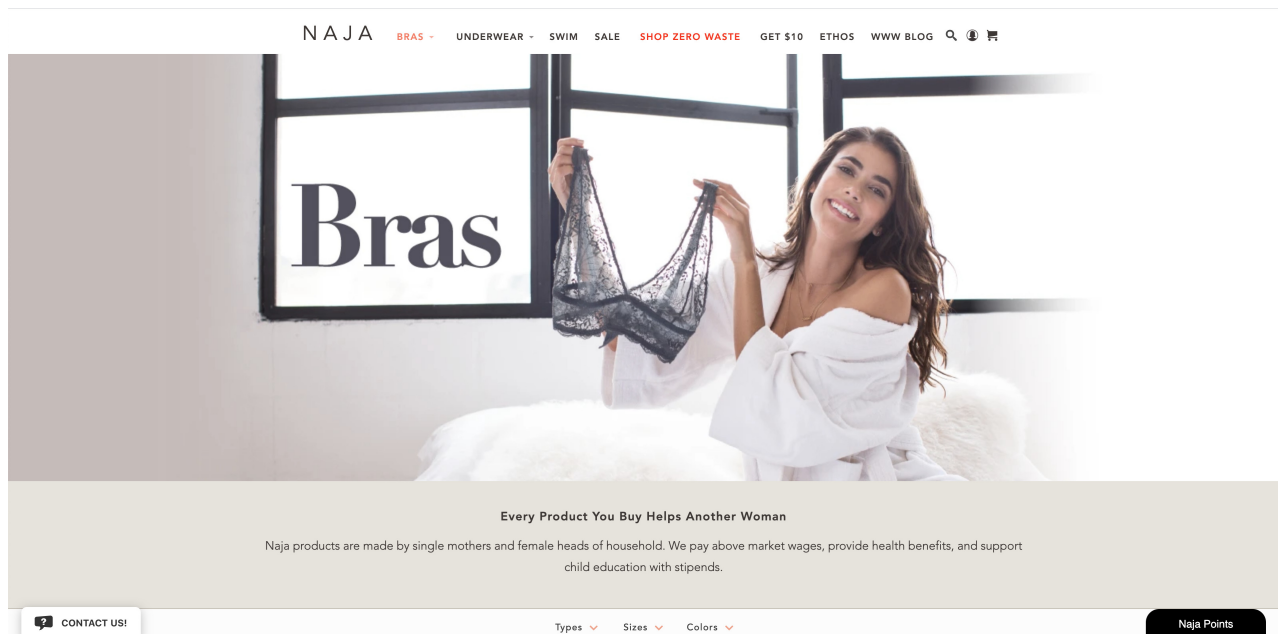 NAJA
BRAS
UNDERWEAR
SWIM
SALE
SHOP ZERO WASTE
GET $10
ETHOS
WWW BLOG
Bras
Every Product You Buy Helps Another Woman
Naja products are made by single mothers and female heads of household. We pay above market wages, provide health benefits, and support
child education with stipends.
Types
Sizes
Colors
CONTACT US!
Naja Points